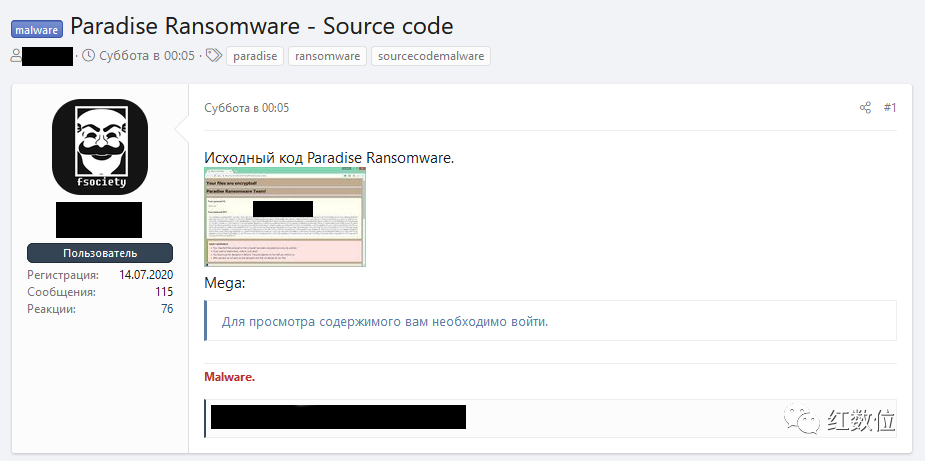 malware Paradise Ransomware - Source code
Суббота в 00:05 paradise ransomware sourcecodemalware
fsociety
Пользователь
Регистрация: 14.07.2020
Сообщения: 115
Реакции: 76
Суббота в 00:05 #1
Исходный код Paradise Ransomware.
Your files are encrypted!
Paradise Ransomware Team!
Mega:
Для просмотра содержимого вам необходимо войти.
Malware.
红数位